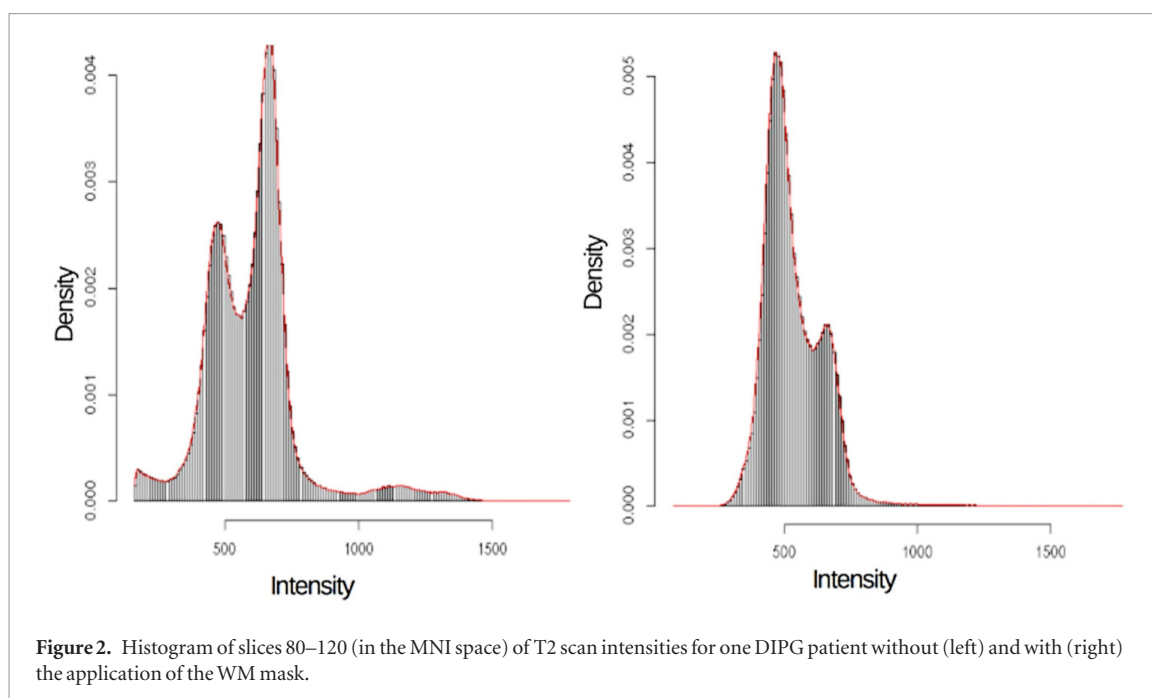 0.004
0.003
0.002
0.001
0.000
Density
500 1000 1500
Intensity
0.005
0.004
0.003
0.002
0.001
0.000
Density
500 1000 1500
Intensity
Figure 2. Histogram of slices 80–120 (in the MNI space) of T2 scan intensities for one DIPG patient without (left) and with (right)
the application of the WM mask.